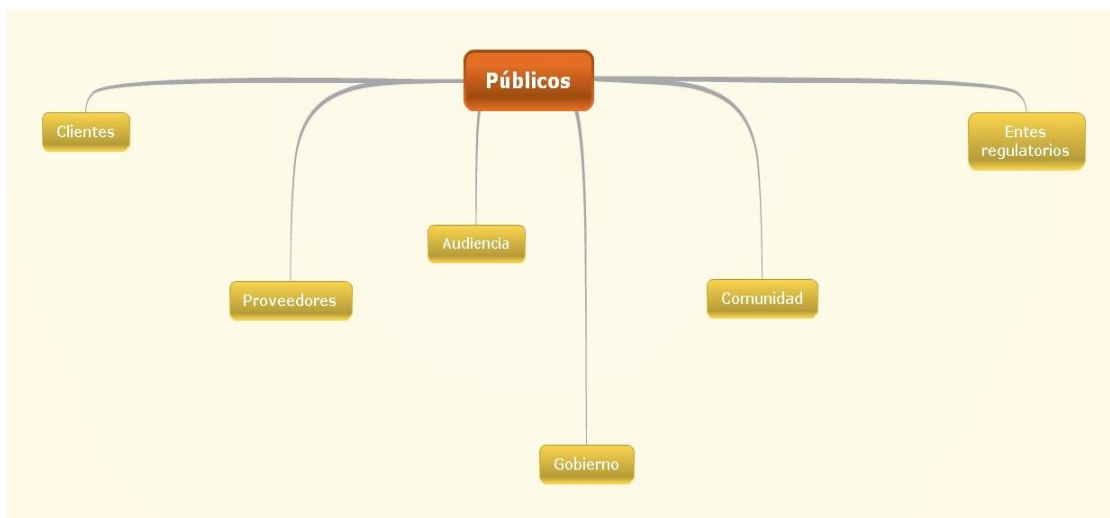 Públicos
Clientes
Entes
regulatorios
Audiencia
Proveedores
Comunidad
Gobierno